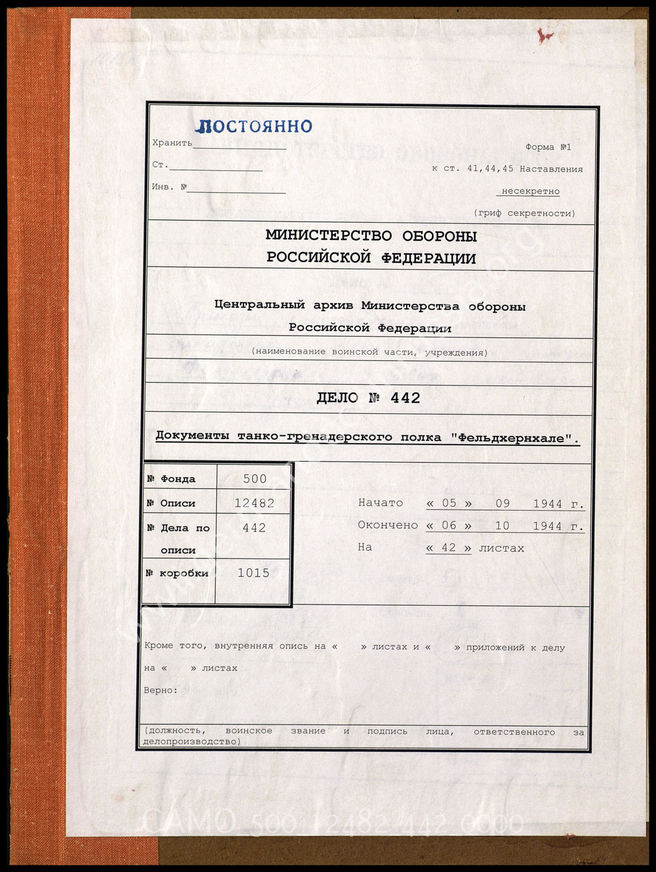 ПОСТОЯННО
Хранить
Форма №1
Ст.
к ст. 41,44,45 Наставления
Инв. №
несекретно
(гриф секретности)
МИНИСТЕРСТВО ОБОРОНЫ
РОССИЙСКОЙ ФЕДЕРАЦИИ
Центральный архив Министерства обороны
Российской Федерации
(наименование воинской части, учреждения)
ДЕЛО № 442
Документы танко-гренадерского полка "Фельдхернхале".
№ Фонда 500
№ Описи 12482
№ Дела по 442
описи
№ коробки 1015
Начато « 05 » 09 1944 г.
Окончено « 06 » 10 1944 г.
На « 42 » листах
Кроме того, внутренняя опись на « » листах и « » приложений к делу
на « » листах
Верно:
(должность, воинское звание и подпись лица, ответственного за
делопроизводство)
CAMO 500 12482 442 0000